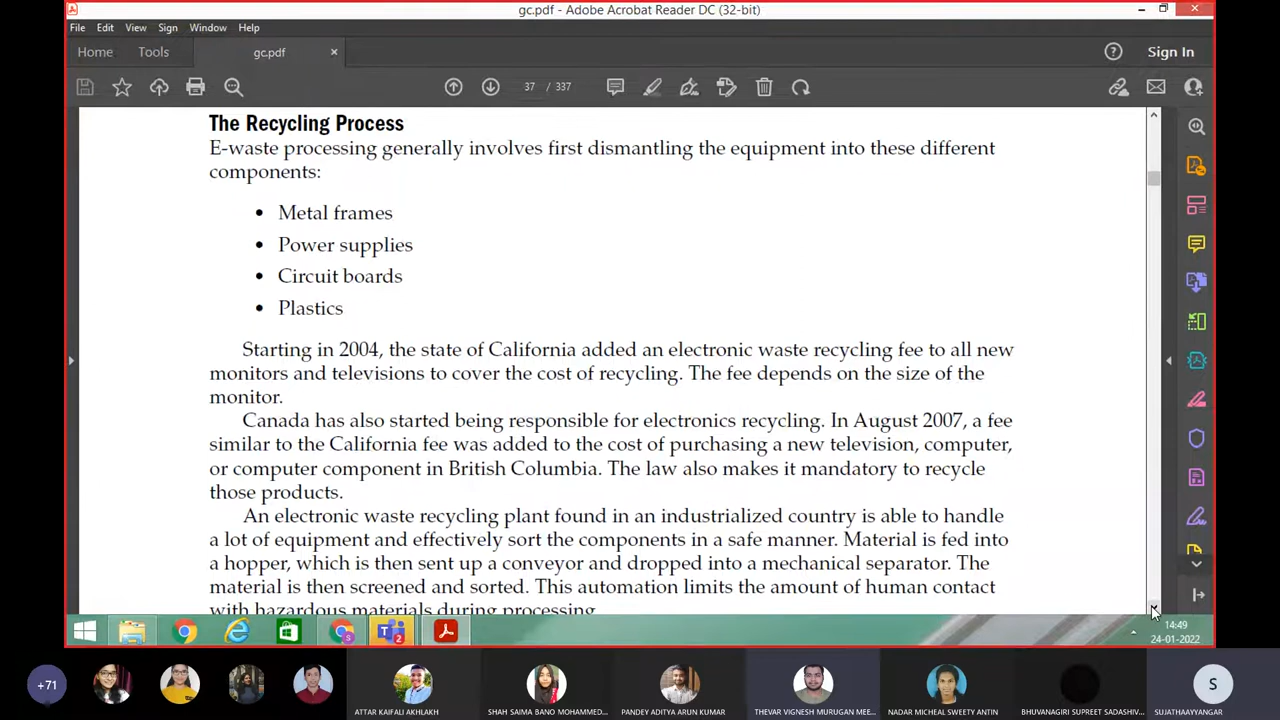 gc.pdf - Adobe Acrobat Reader DC (32-bit)
File Edit View Sign Window Help
Home Tools gc.pdf × Sign In
37 / 337
The Recycling Process
E-waste processing generally involves first dismantling the equipment into these different
components:
• Metal frames
• Power supplies
• Circuit boards
• Plastics
Starting in 2004, the state of California added an electronic waste recycling fee to all new
monitors and televisions to cover the cost of recycling. The fee depends on the size of the
monitor.
Canada has also started being responsible for electronics recycling. In August 2007, a fee
similar to the California fee was added to the cost of purchasing a new television, computer,
or computer component in British Columbia. The law also makes it mandatory to recycle
those products.
An electronic waste recycling plant found in an industrialized country is able to handle
a lot of equipment and effectively sort the components in a safe manner. Material is fed into
a hopper, which is then sent up a conveyor and dropped into a mechanical separator. The
material is then screened and sorted. This automation limits the amount of human contact
with hazardous materials during processing.
14:49
24-01-2022
+71
S
ATTAR KAIFALI AKHLAKH
SHAH SAIMA BANO MOHAMMED...
PANDEY ADITYA ARUN KUMAR
THEVAR VIGNESH MURUGAN MEE...
NADAR MICHEAL SWEETY ANTIN
BHUVANAGIRI SUPREET SADASHIV...
SUJATHAAYYANGAR